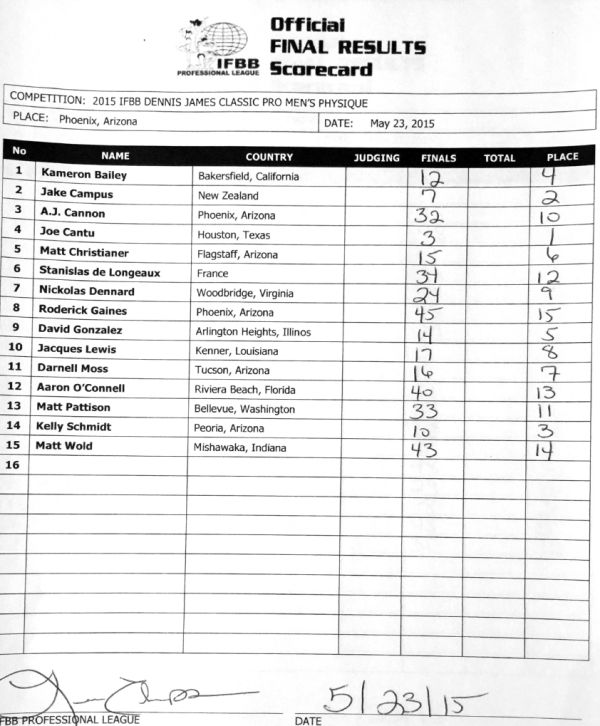 Official
FINAL RESULTS
Scorecard
IFBB
PROFESSIONAL LEAGUE
COMPETITION: 2015 IFBB DENNIS JAMES CLASSIC PRO MEN'S PHYSIQUE
PLACE: Phoenix, Arizona DATE: May 23, 2015
No NAME COUNTRY JUDGING FINALS TOTAL PLACE
1 Kameron Bailey Bakersfield, California 12 4
2 Jake Campus New Zealand 7 2
3 A.J. Cannon Phoenix, Arizona 32 10
4 Joe Cantu Houston, Texas 3 1
5 Matt Christianer Flagstaff, Arizona 15 6
6 Stanislas de Longeaux France 34 12
7 Nickolas Dennard Woodbridge, Virginia 24 9
8 Roderick Gaines Phoenix, Arizona 45 15
9 David Gonzalez Arlington Heights, Illinos 14 5
10 Jacques Lewis Kenner, Louisiana 17 8
11 Darnell Moss Tucson, Arizona 16 7
12 Aaron O'Connell Riviera Beach, Florida 40 13
13 Matt Pattison Bellevue, Washington 33 11
14 Kelly Schmidt Peoria, Arizona 10 3
15 Matt Wold Mishawaka, Indiana 43 14
16
5/23/15
FBB PROFESSIONAL LEAGUE DATE